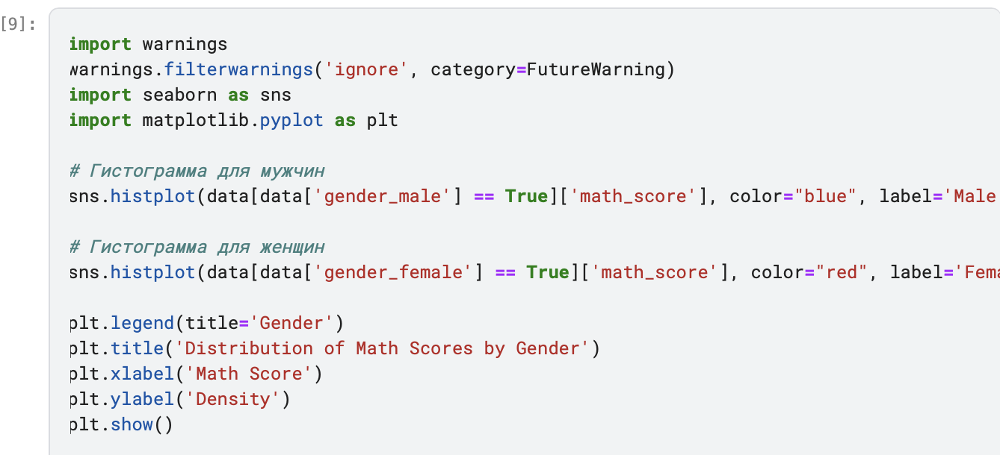 [9]:
import warnings
warnings.filterwarnings('ignore', category=FutureWarning)
import seaborn as sns
import matplotlib.pyplot as plt
# Гистограмма для мужчин
sns.histplot(data[data['gender_male'] == True]['math_score'], color="blue", label='Male
# Гистограмма для женщин
sns.histplot(data[data['gender_female'] == True]['math_score'], color="red", label='Fema
plt.legend(title='Gender')
plt.title('Distribution of Math Scores by Gender')
plt.xlabel('Math Score')
plt.ylabel('Density')
plt.show()